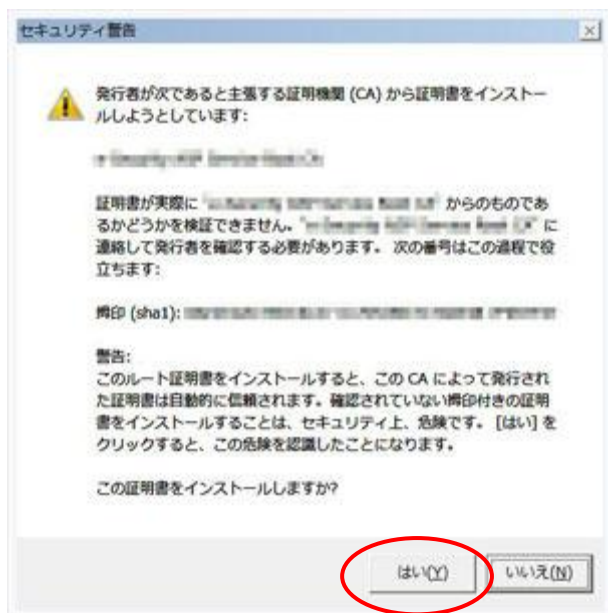 セキュリティ警告
発行者が次であると主張する証明機関 (CA) から証明書をインストー
ルしようとしています:
証明書が実際に からのものであ
るかどうかを検証できません。 に
連絡して発行者を確認する必要があります。 次の番号はこの過程で役
立ちます:
拇印 (sha1):
警告:
このルート証明書をインストールすると、この CA によって発行され
た証明書は自動的に信頼されます。確認されていない拇印付きの証明
書をインストールすることは、セキュリティ上、危険です。 [はい] を
クリックすると、この危険を認識したことになります。
この証明書をインストールしますか?
はい(Y) いいえ(N)